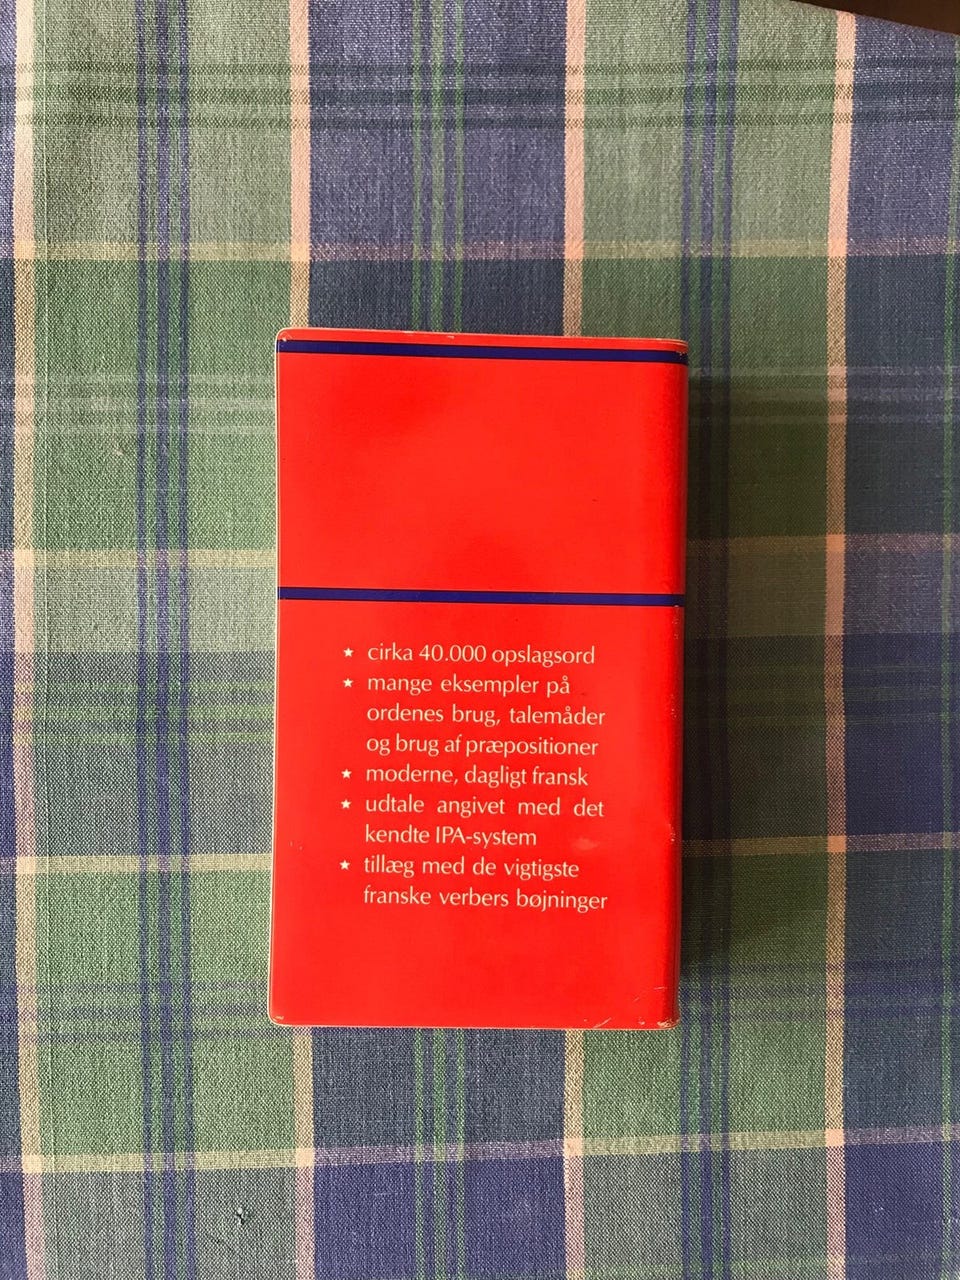 ★ cirka 40.000 opslagsord
★ mange eksempler på
ordenes brug, talemåder
og brug af præpositioner
★ moderne, dagligt fransk
★ udtale angivet med det
kendte IPA-system
★ tillæg med de vigtigste
franske verbers bøjninger